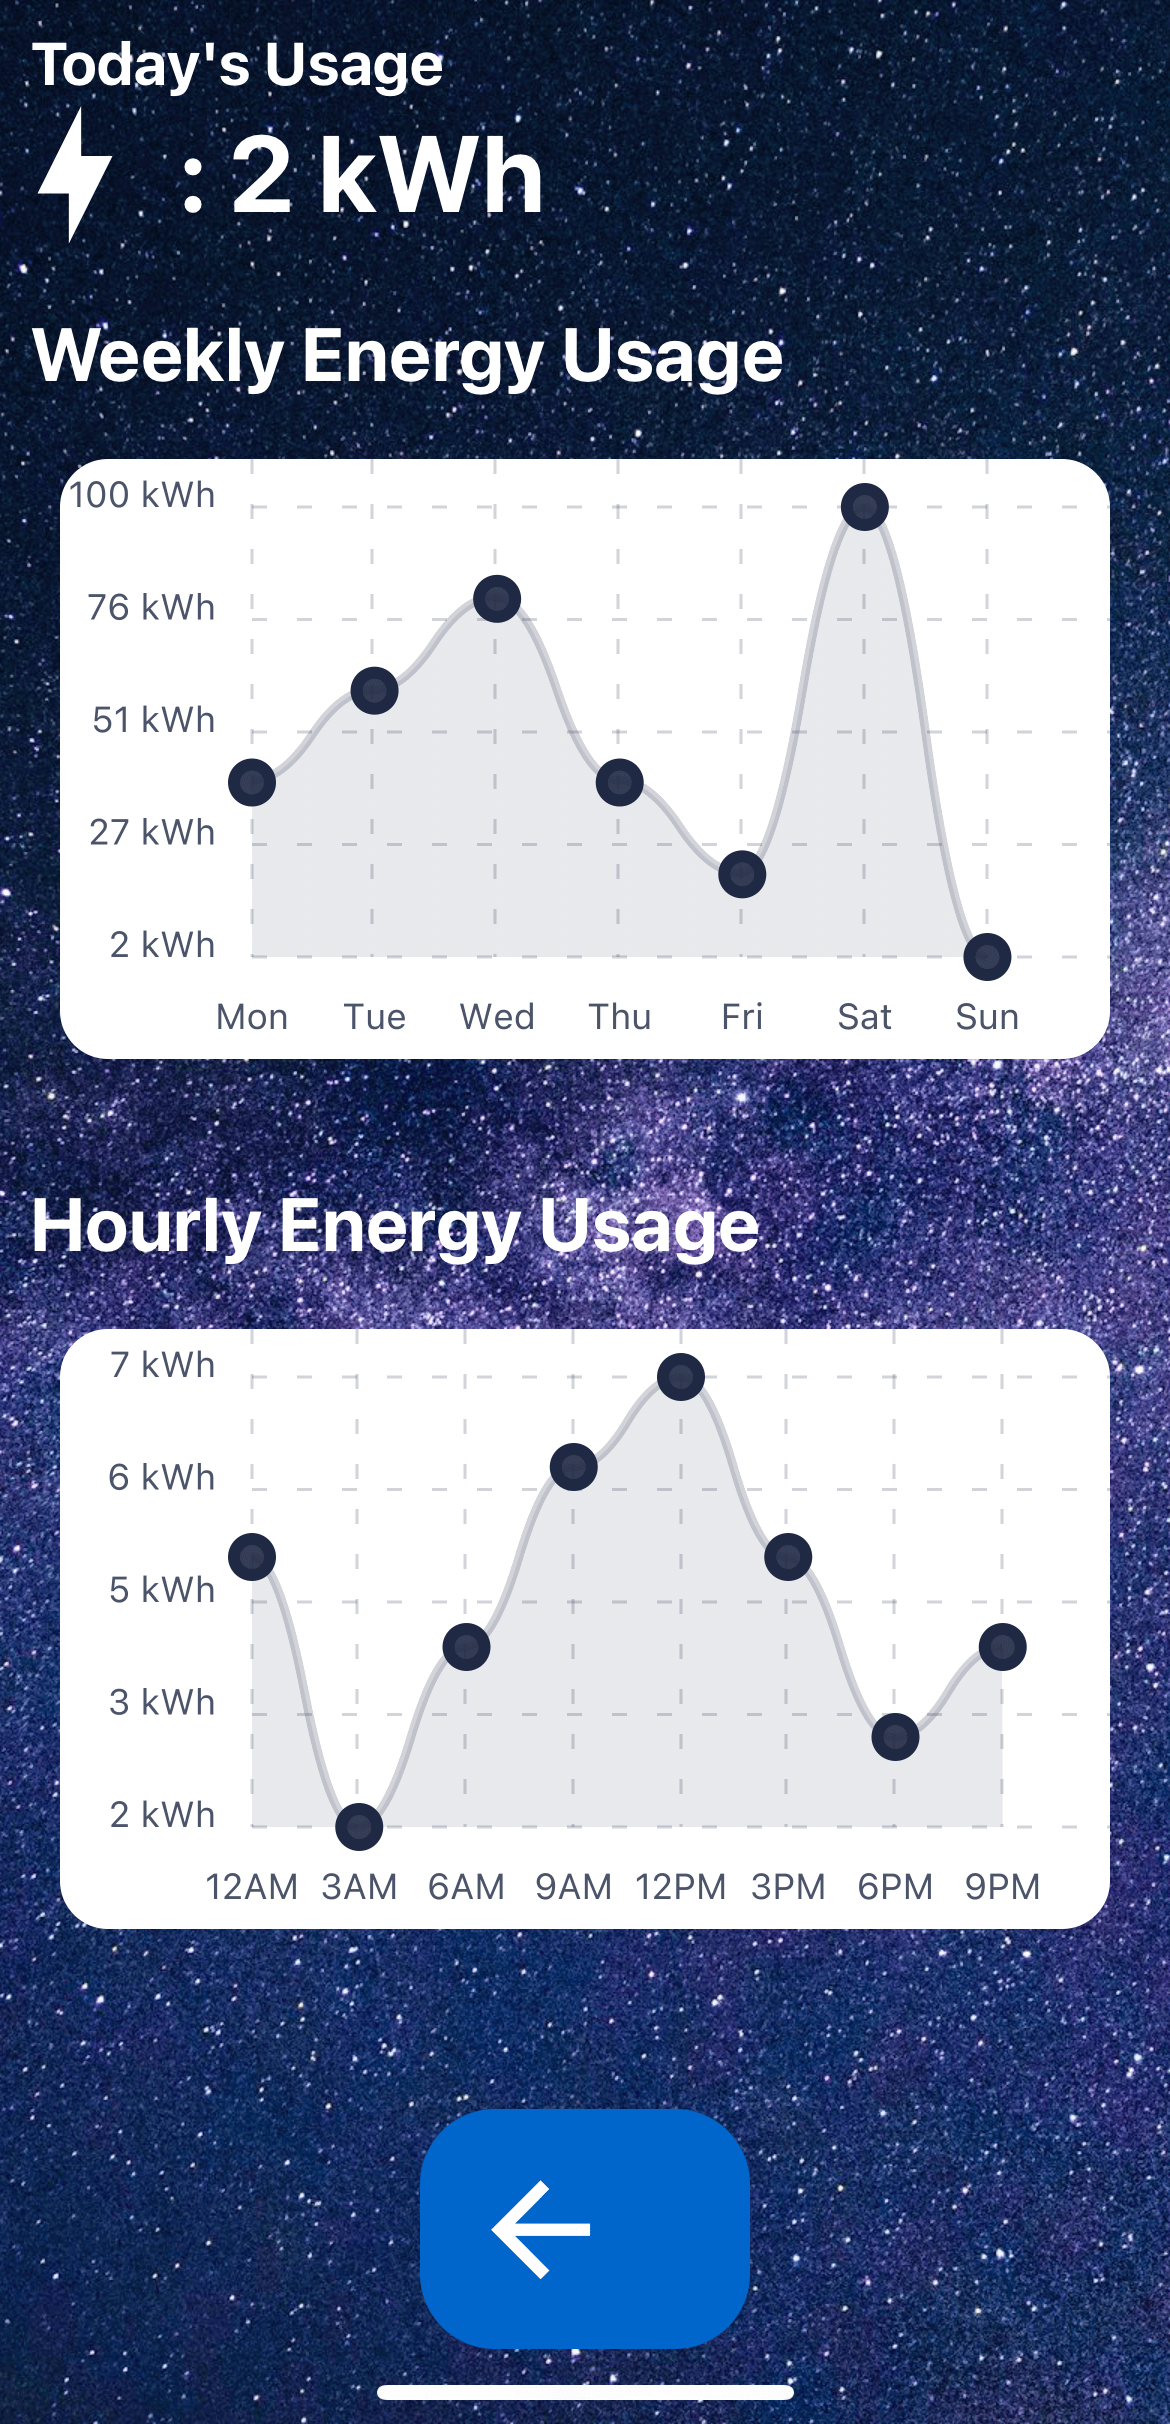 Today's Usage
: 2 kWh
Weekly Energy Usage
100 kWh
76 kWh
51 kWh
27 kWh
2 kWh
Mon Tue Wed Thu Fri Sat Sun
Hourly Energy Usage
7 kWh
6 kWh
5 kWh
3 kWh
2 kWh
12AM 3AM 6AM 9AM 12PM 3PM 6PM 9PM